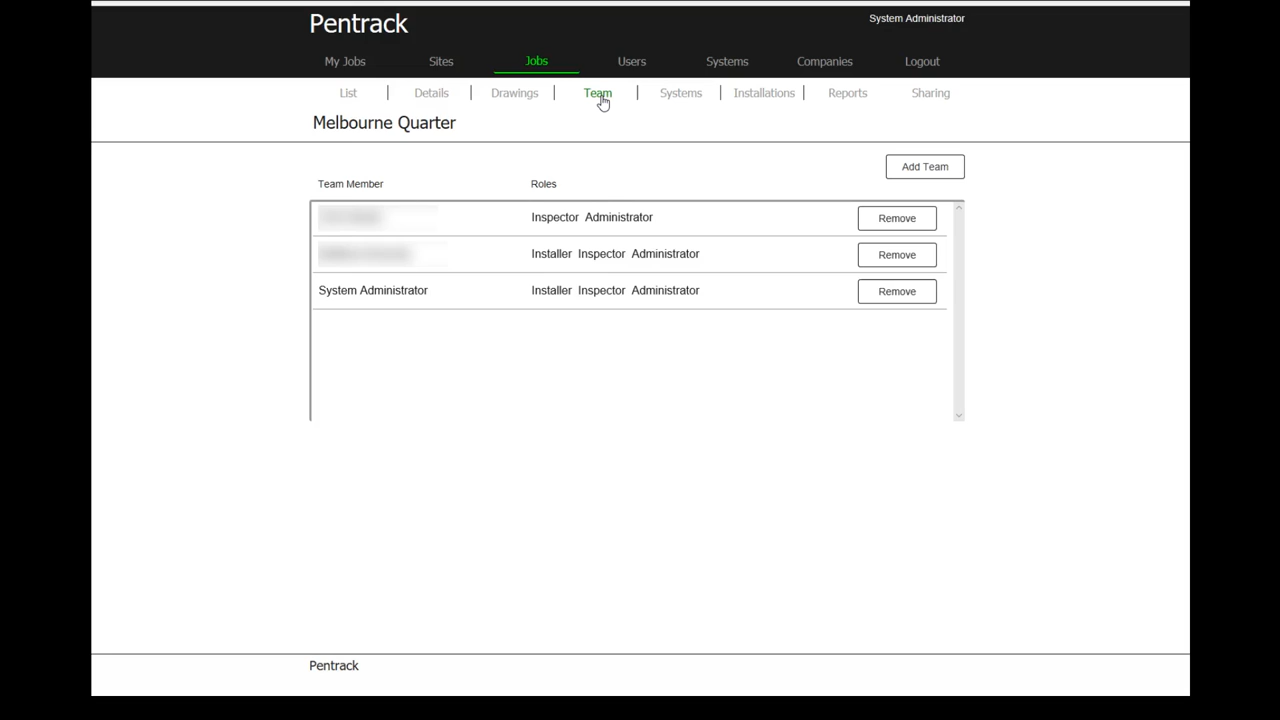 Pentrack
System Administrator
My Jobs Sites Jobs Users Systems Companies Logout
List Details Drawings Team Systems Installations Reports Sharing
Melbourne Quarter
Add Team
Team Member Roles
Inspector Administrator Remove
Installer Inspector Administrator Remove
System Administrator Installer Inspector Administrator Remove
Pentrack